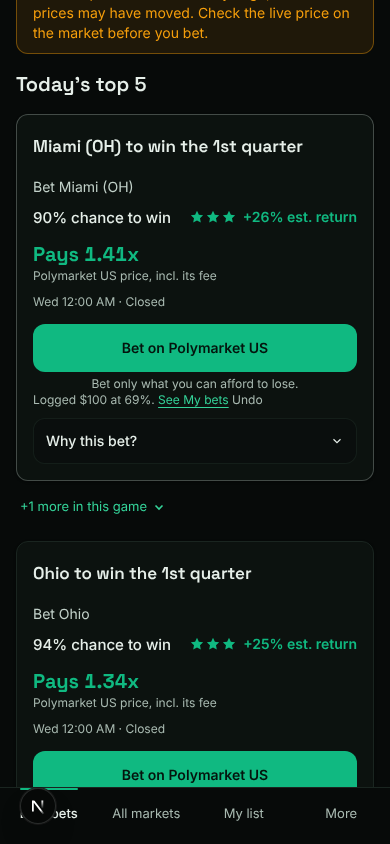 prices may have moved. Check the live price on
the market before you bet.
Today's top 5
Miami (OH) to win the 1st quarter
Bet Miami (OH)
90% chance to win ★★★ +26% est. return
Pays 1.41x
Polymarket US price, incl. its fee
Wed 12:00 AM · Closed
Bet on Polymarket US
Bet only what you can afford to lose.
Logged $100 at 69%. See My bets Undo
Why this bet?
+1 more in this game
Ohio to win the 1st quarter
Bet Ohio
94% chance to win ★★★ +25% est. return
Pays 1.34x
Polymarket US price, incl. its fee
Wed 12:00 AM · Closed
Bet on Polymarket US
N bets All markets My list More